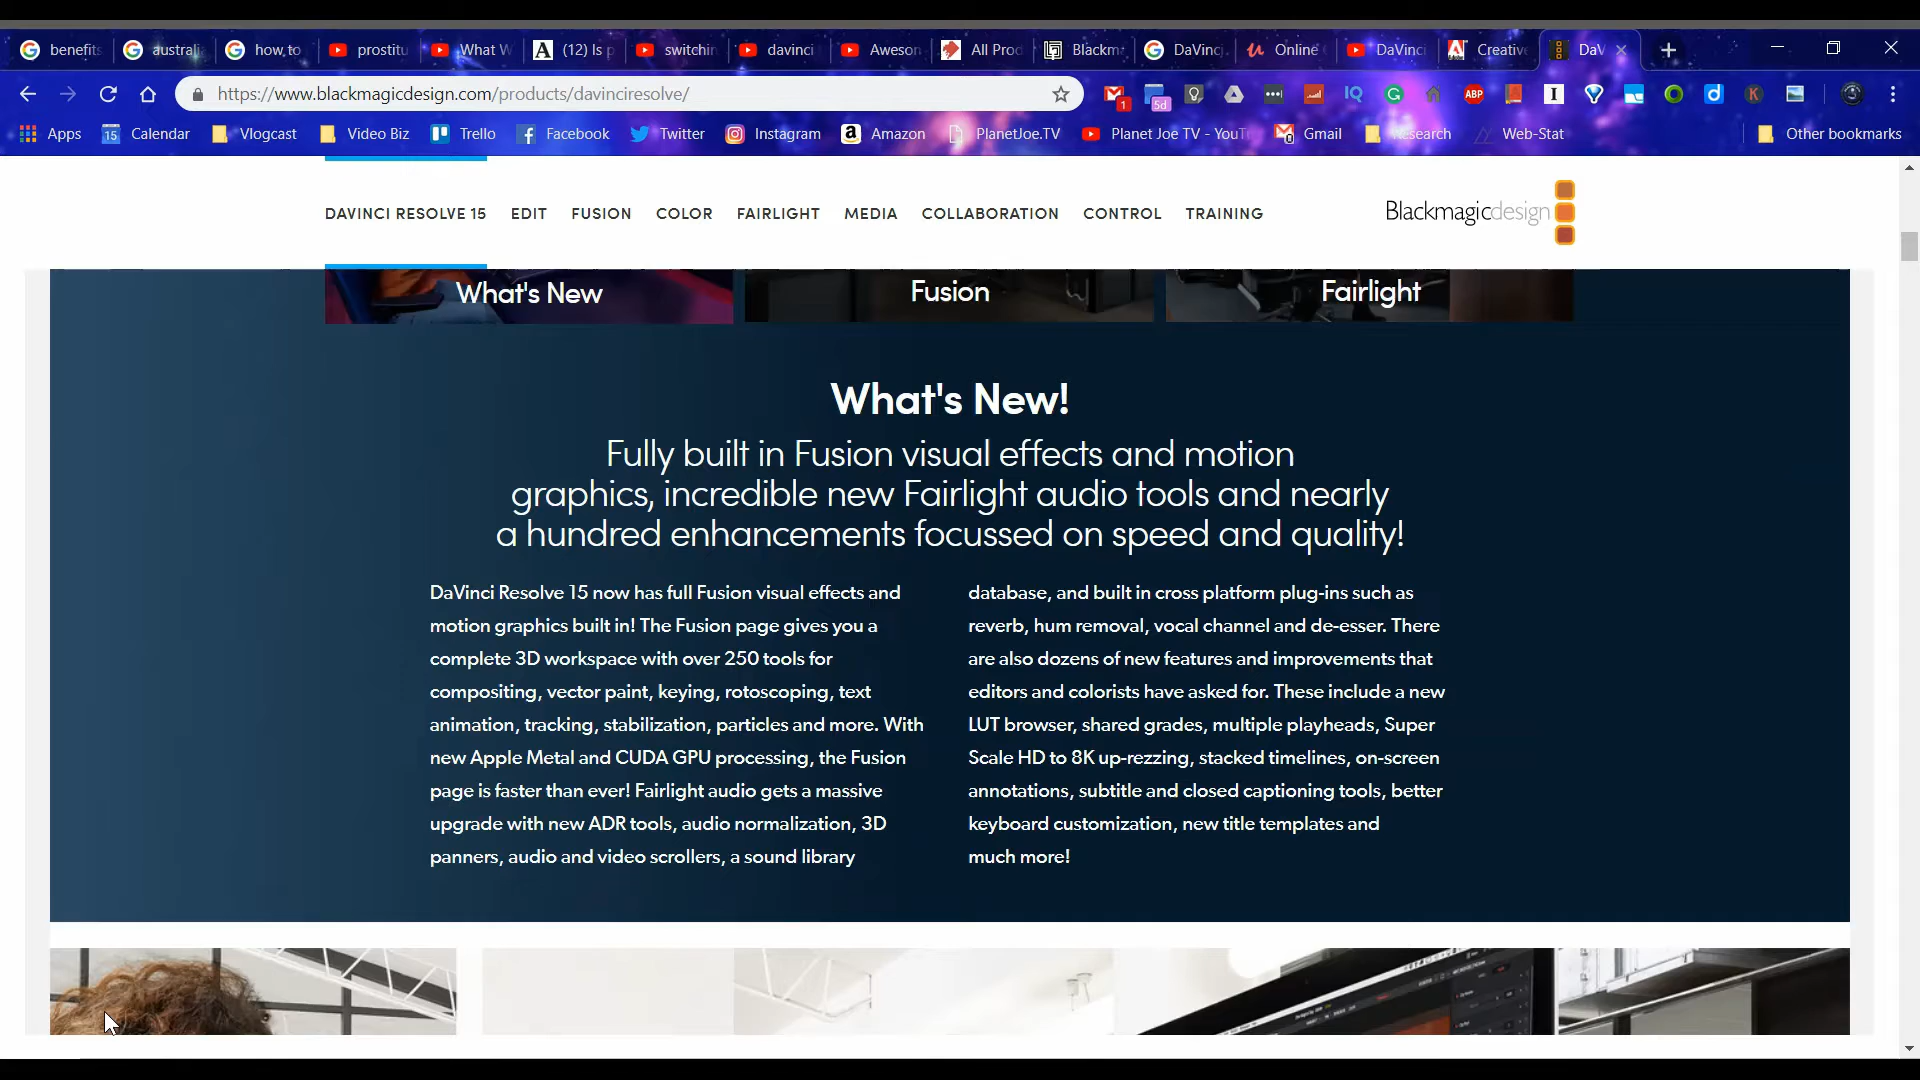 benefits australi how to prostitu What W (12) Is p switchin davinci Aweson All Prod Blackma DaVinci Online DaVinci Creative DaV
https://www.blackmagicdesign.com/products/davinciresolve/
1 5d IQ G ABP I d K
Apps 15 Calendar Vlogcast Video Biz Trello Facebook Twitter Instagram Amazon PlanetJoe.TV Planet Joe TV - YouT Gmail Research Web-Stat Other bookmarks
DAVINCI RESOLVE 15 EDIT FUSION COLOR FAIRLIGHT MEDIA COLLABORATION CONTROL TRAINING Blackmagicdesign
What's New Fusion Fairlight
What's New!
Fully built in Fusion visual effects and motion
graphics, incredible new Fairlight audio tools and nearly
a hundred enhancements focussed on speed and quality!
DaVinci Resolve 15 now has full Fusion visual effects and
motion graphics built in! The Fusion page gives you a
complete 3D workspace with over 250 tools for
compositing, vector paint, keying, rotoscoping, text
animation, tracking, stabilization, particles and more. With
new Apple Metal and CUDA GPU processing, the Fusion
page is faster than ever! Fairlight audio gets a massive
upgrade with new ADR tools, audio normalization, 3D
panners, audio and video scrollers, a sound library
database, and built in cross platform plug-ins such as
reverb, hum removal, vocal channel and de-esser. There
are also dozens of new features and improvements that
editors and colorists have asked for. These include a new
LUT browser, shared grades, multiple playheads, Super
Scale HD to 8K up-rezzing, stacked timelines, on-screen
annotations, subtitle and closed captioning tools, better
keyboard customization, new title templates and
much more!